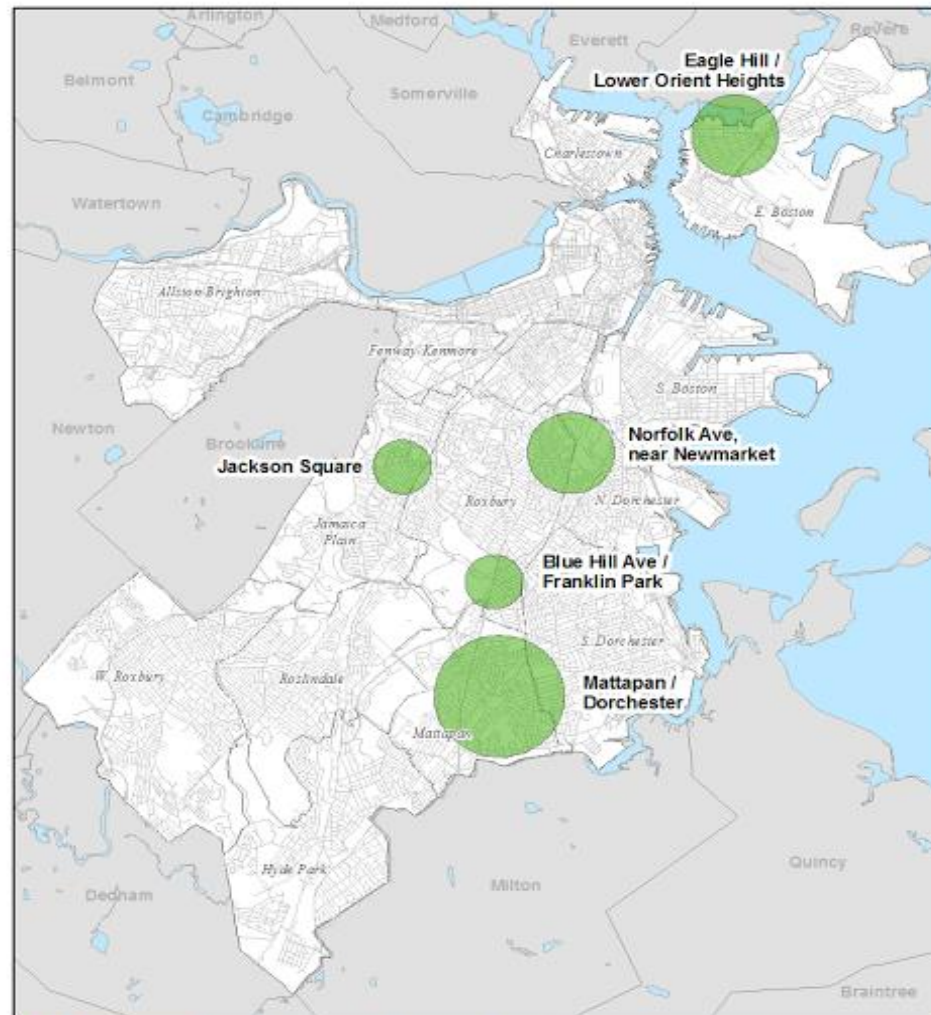 Arlington
Medford
Everett
Revere
Belmont
Somerville
Eagle Hill /
Lower Orient Heights
Cambridge
Charlestown
Watertown
E. Boston
Allston-Brighton
Fenway-Kenmore
S. Boston
Newton
Brookline
Norfolk Ave,
near Newmarket
Jackson Square
Roxbury
N. Dorchester
Jamaica
Plain
Blue Hill Ave /
Franklin Park
S. Dorchester
W. Roxbury
Roslindale
Mattapan /
Dorchester
Mattapan
Hyde Park
Quincy
Dedham
Milton
Braintree